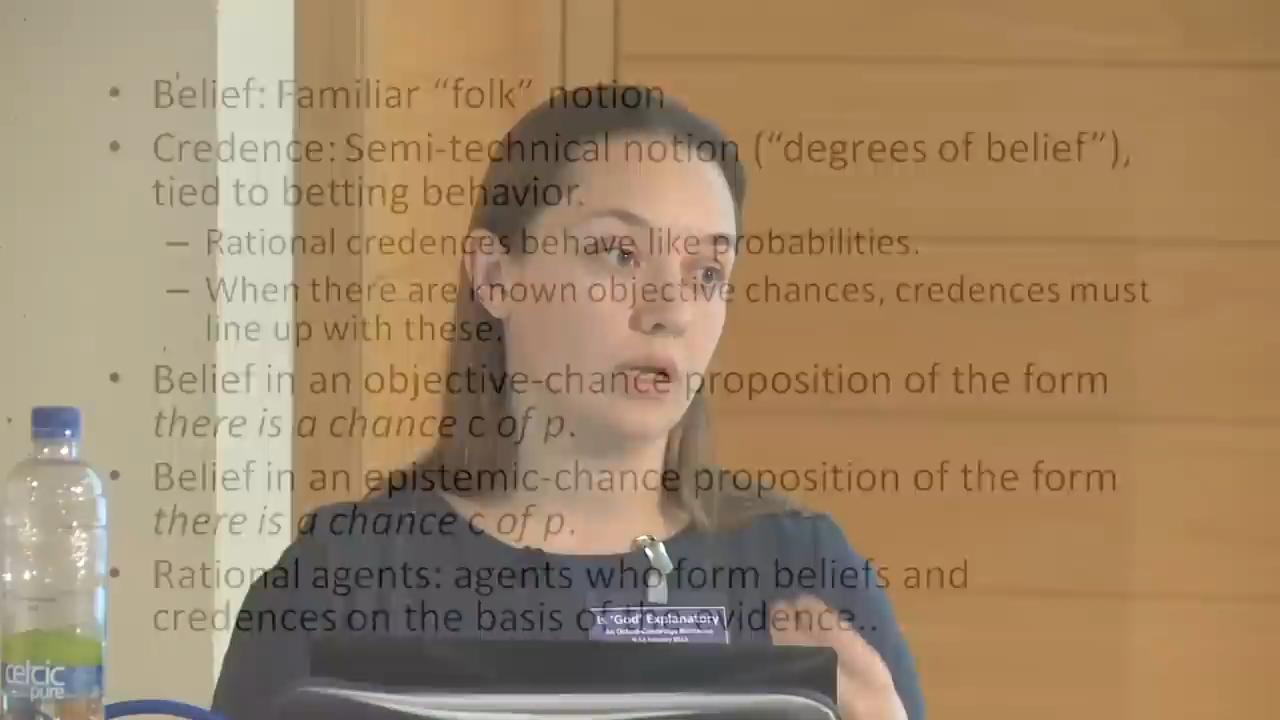 • Belief: Familiar “folk” notion
• Credence: Semi-technical notion (“degrees of belief”),
tied to betting behavior.
– Rational credences behave like probabilities.
– When there are known objective chances, credences must
line up with these.
• Belief in an objective-chance proposition of the form
there is a chance c of p.
• Belief in an epistemic-chance proposition of the form
there is a chance c of p.
• Rational agents: agents who form beliefs and
credences on the basis of the evidence..
Is 'God' Explanatory
celtic
pure